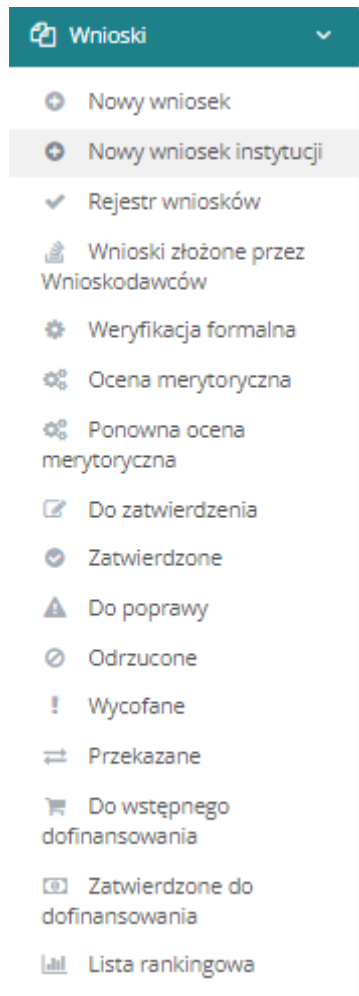 Wnioski
Nowy wniosek
Nowy wniosek instytucji
Rejestr wniosków
Wnioski złożone przez
Wnioskodawców
Weryfikacja formalna
Ocena merytoryczna
Ponowna ocena
merytoryczna
Do zatwierdzenia
Zatwierdzone
Do poprawy
Odrzucone
Wycofane
Przekazane
Do wstępnego
dofinansowania
Zatwierdzone do
dofinansowania
Lista rankingowa